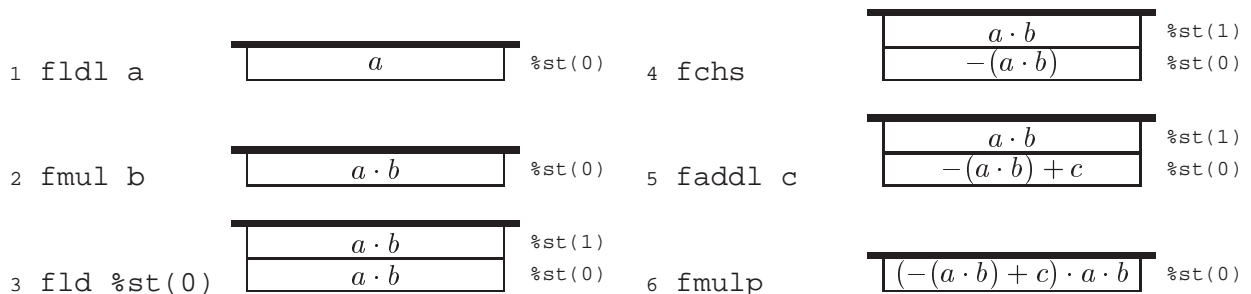 1 fldl a
a %st(0)
2 fmul b
a · b %st(0)
3 fld %st(0)
a · b %st(1)
a · b %st(0)
4 fchs
a · b %st(1)
−(a · b) %st(0)
5 faddl c
a · b %st(1)
−(a · b) + c %st(0)
6 fmulp
(−(a · b) + c) · a · b %st(0)